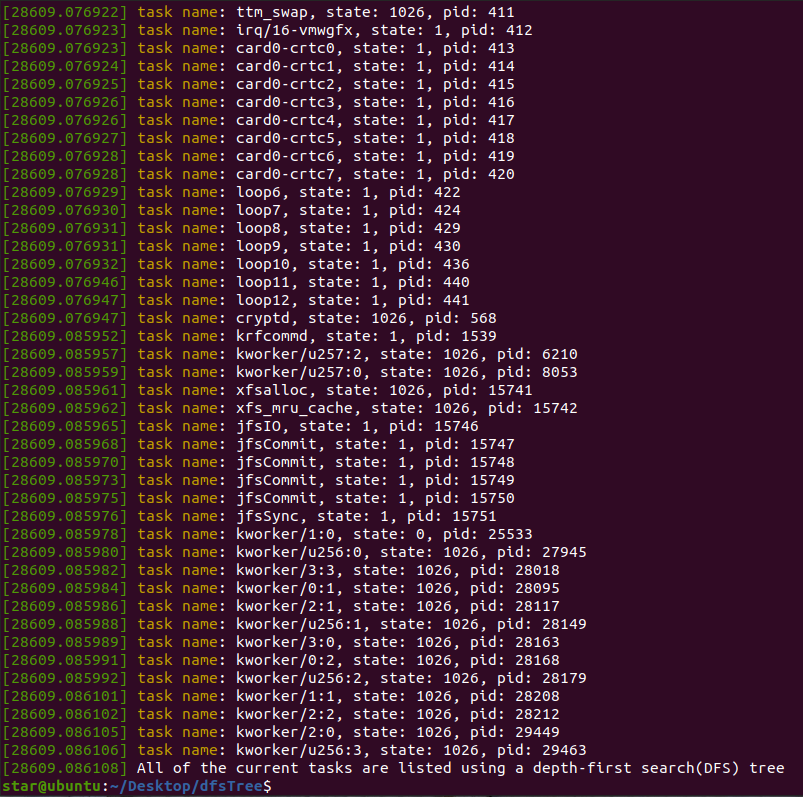 [28609.076922] task name: ttm_swap, state: 1026, pid: 411
[28609.076923] task name: irq/16-vmwgfx, state: 1, pid: 412
[28609.076923] task name: card0-crtc0, state: 1, pid: 413
[28609.076924] task name: card0-crtc1, state: 1, pid: 414
[28609.076925] task name: card0-crtc2, state: 1, pid: 415
[28609.076926] task name: card0-crtc3, state: 1, pid: 416
[28609.076926] task name: card0-crtc4, state: 1, pid: 417
[28609.076927] task name: card0-crtc5, state: 1, pid: 418
[28609.076928] task name: card0-crtc6, state: 1, pid: 419
[28609.076928] task name: card0-crtc7, state: 1, pid: 420
[28609.076929] task name: loop6, state: 1, pid: 422
[28609.076930] task name: loop7, state: 1, pid: 424
[28609.076931] task name: loop8, state: 1, pid: 429
[28609.076931] task name: loop9, state: 1, pid: 430
[28609.076932] task name: loop10, state: 1, pid: 436
[28609.076946] task name: loop11, state: 1, pid: 440
[28609.076947] task name: loop12, state: 1, pid: 441
[28609.076947] task name: cryptd, state: 1026, pid: 568
[28609.085952] task name: krfcommd, state: 1, pid: 1539
[28609.085957] task name: kworker/u257:2, state: 1026, pid: 6210
[28609.085959] task name: kworker/u257:0, state: 1026, pid: 8053
[28609.085961] task name: xfsalloc, state: 1026, pid: 15741
[28609.085962] task name: xfs_mru_cache, state: 1026, pid: 15742
[28609.085965] task name: jfsIO, state: 1, pid: 15746
[28609.085968] task name: jfsCommit, state: 1, pid: 15747
[28609.085970] task name: jfsCommit, state: 1, pid: 15748
[28609.085973] task name: jfsCommit, state: 1, pid: 15749
[28609.085975] task name: jfsCommit, state: 1, pid: 15750
[28609.085976] task name: jfsSync, state: 1, pid: 15751
[28609.085978] task name: kworker/1:0, state: 0, pid: 25533
[28609.085980] task name: kworker/u256:0, state: 1026, pid: 27945
[28609.085982] task name: kworker/3:3, state: 1026, pid: 28018
[28609.085984] task name: kworker/0:1, state: 1026, pid: 28095
[28609.085986] task name: kworker/2:1, state: 1026, pid: 28117
[28609.085988] task name: kworker/u256:1, state: 1026, pid: 28149
[28609.085989] task name: kworker/3:0, state: 1026, pid: 28163
[28609.085991] task name: kworker/0:2, state: 1026, pid: 28168
[28609.085992] task name: kworker/u256:2, state: 1026, pid: 28179
[28609.086101] task name: kworker/1:1, state: 1026, pid: 28208
[28609.086102] task name: kworker/2:2, state: 1026, pid: 28212
[28609.086105] task name: kworker/2:0, state: 1026, pid: 29449
[28609.086106] task name: kworker/u256:3, state: 1026, pid: 29463
[28609.086108] All of the current tasks are listed using a depth-first search(DFS) tree
star@ubuntu:~/Desktop/dfsTree$